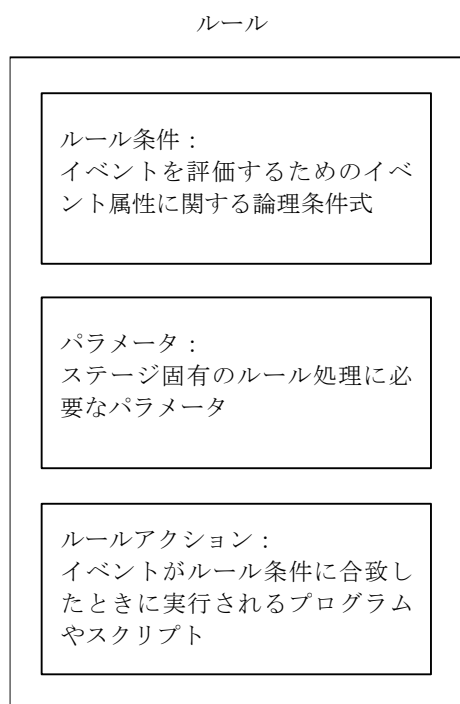 ルール
ルール条件：
イベントを評価するためのイベ
ント属性に関する論理条件式
パラメータ：
ステージ固有のルール処理に必
要なパラメータ
ルールアクション：
イベントがルール条件に合致し
たときに実行されるプログラム
やスクリプト